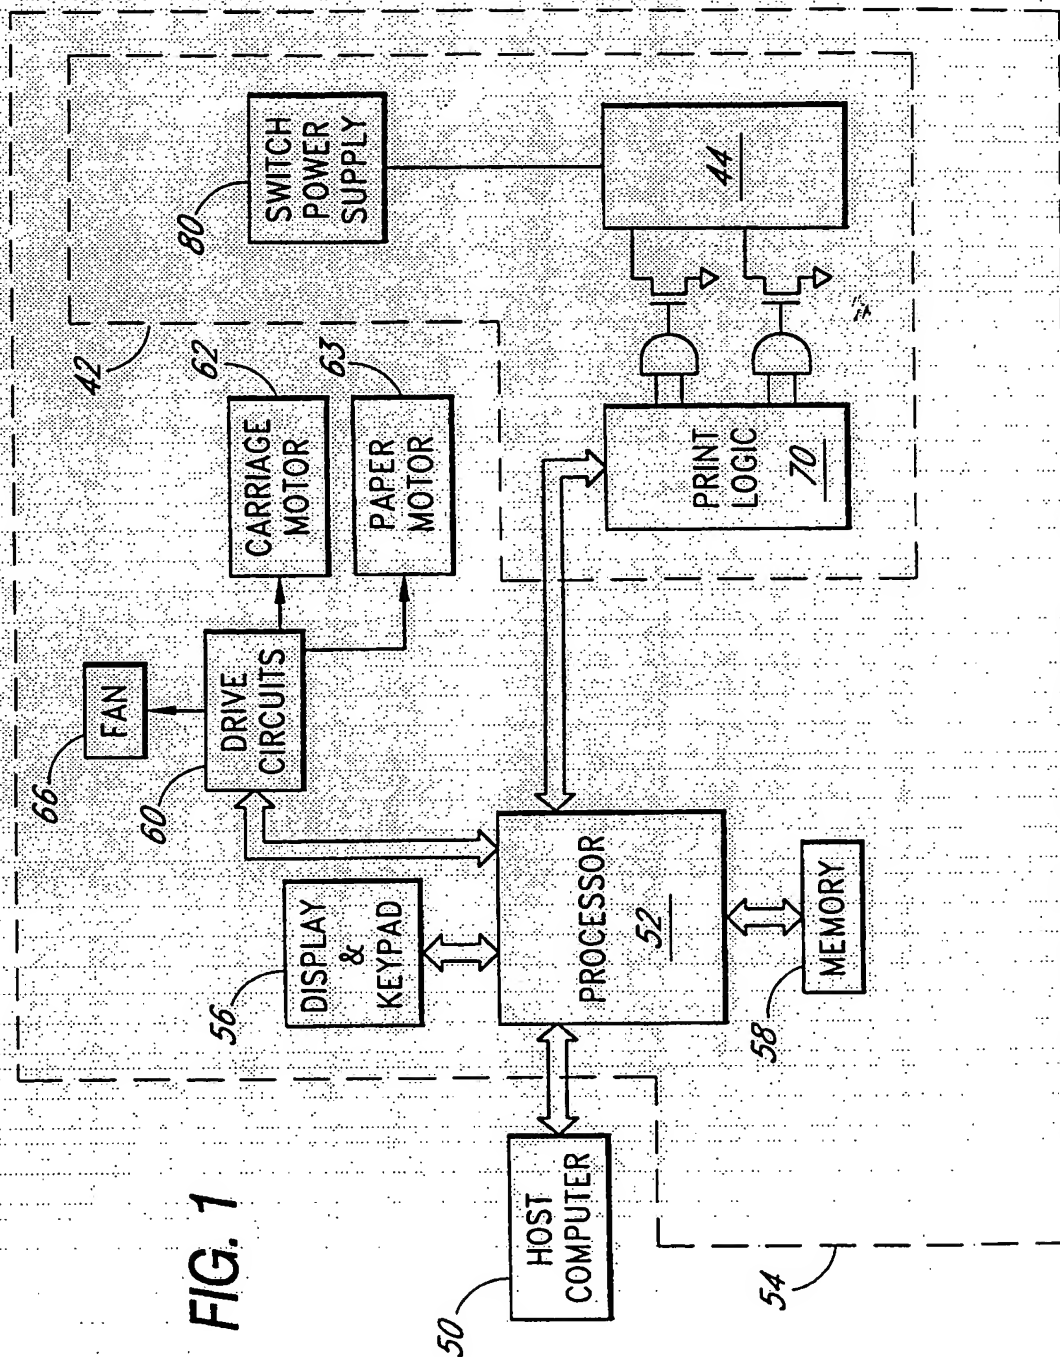 FIG. 1
50
HOST
COMPUTER
54
56
DISPLAY
&
KEYPAD
PROCESSOR
52
58
MEMORY
66
FAN
60
DRIVE
CIRCUITS
42
62
CARRIAGE
MOTOR
63
PAPER
MOTOR
PRINT
LOGIC
70
80
SWITCH
POWER
SUPPLY
44